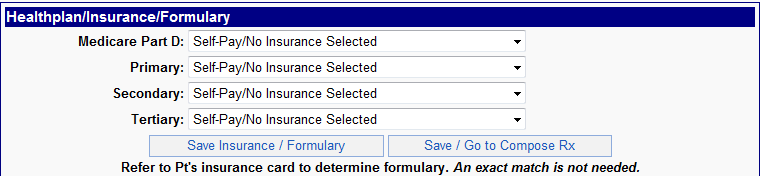 Healthplan/Insurance/Formulary
Medicare Part D: Self-Pay/No Insurance Selected
Primary: Self-Pay/No Insurance Selected
Secondary: Self-Pay/No Insurance Selected
Tertiary: Self-Pay/No Insurance Selected
Save Insurance / Formulary Save / Go to Compose Rx
Refer to Pt's insurance card to determine formulary. An exact match is not needed.